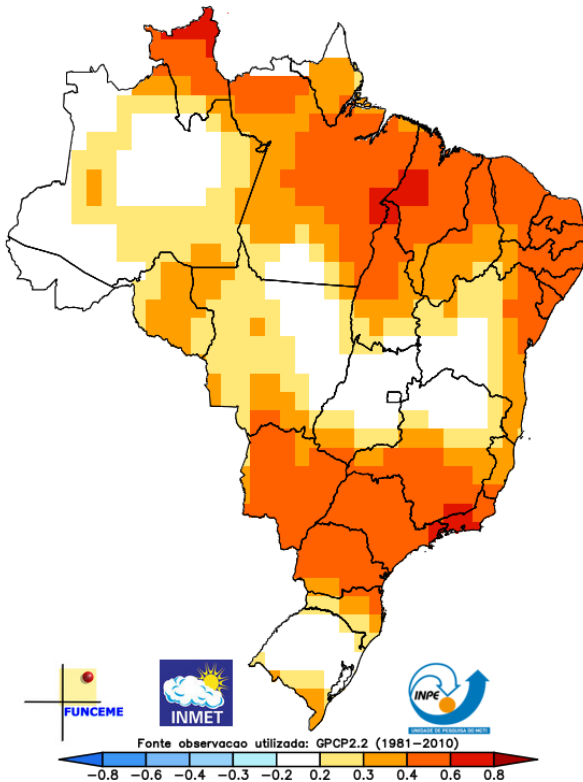 FUNCEME
INMET
INPE
UNIDADE DE PESQUISA DO MCTI
Fonte observacao utilizada: GPCP2.2 (1981-2010)
-0.8 -0.6 -0.4 -0.3 -0.2 0.2 0.3 0.4 0.6 0.8